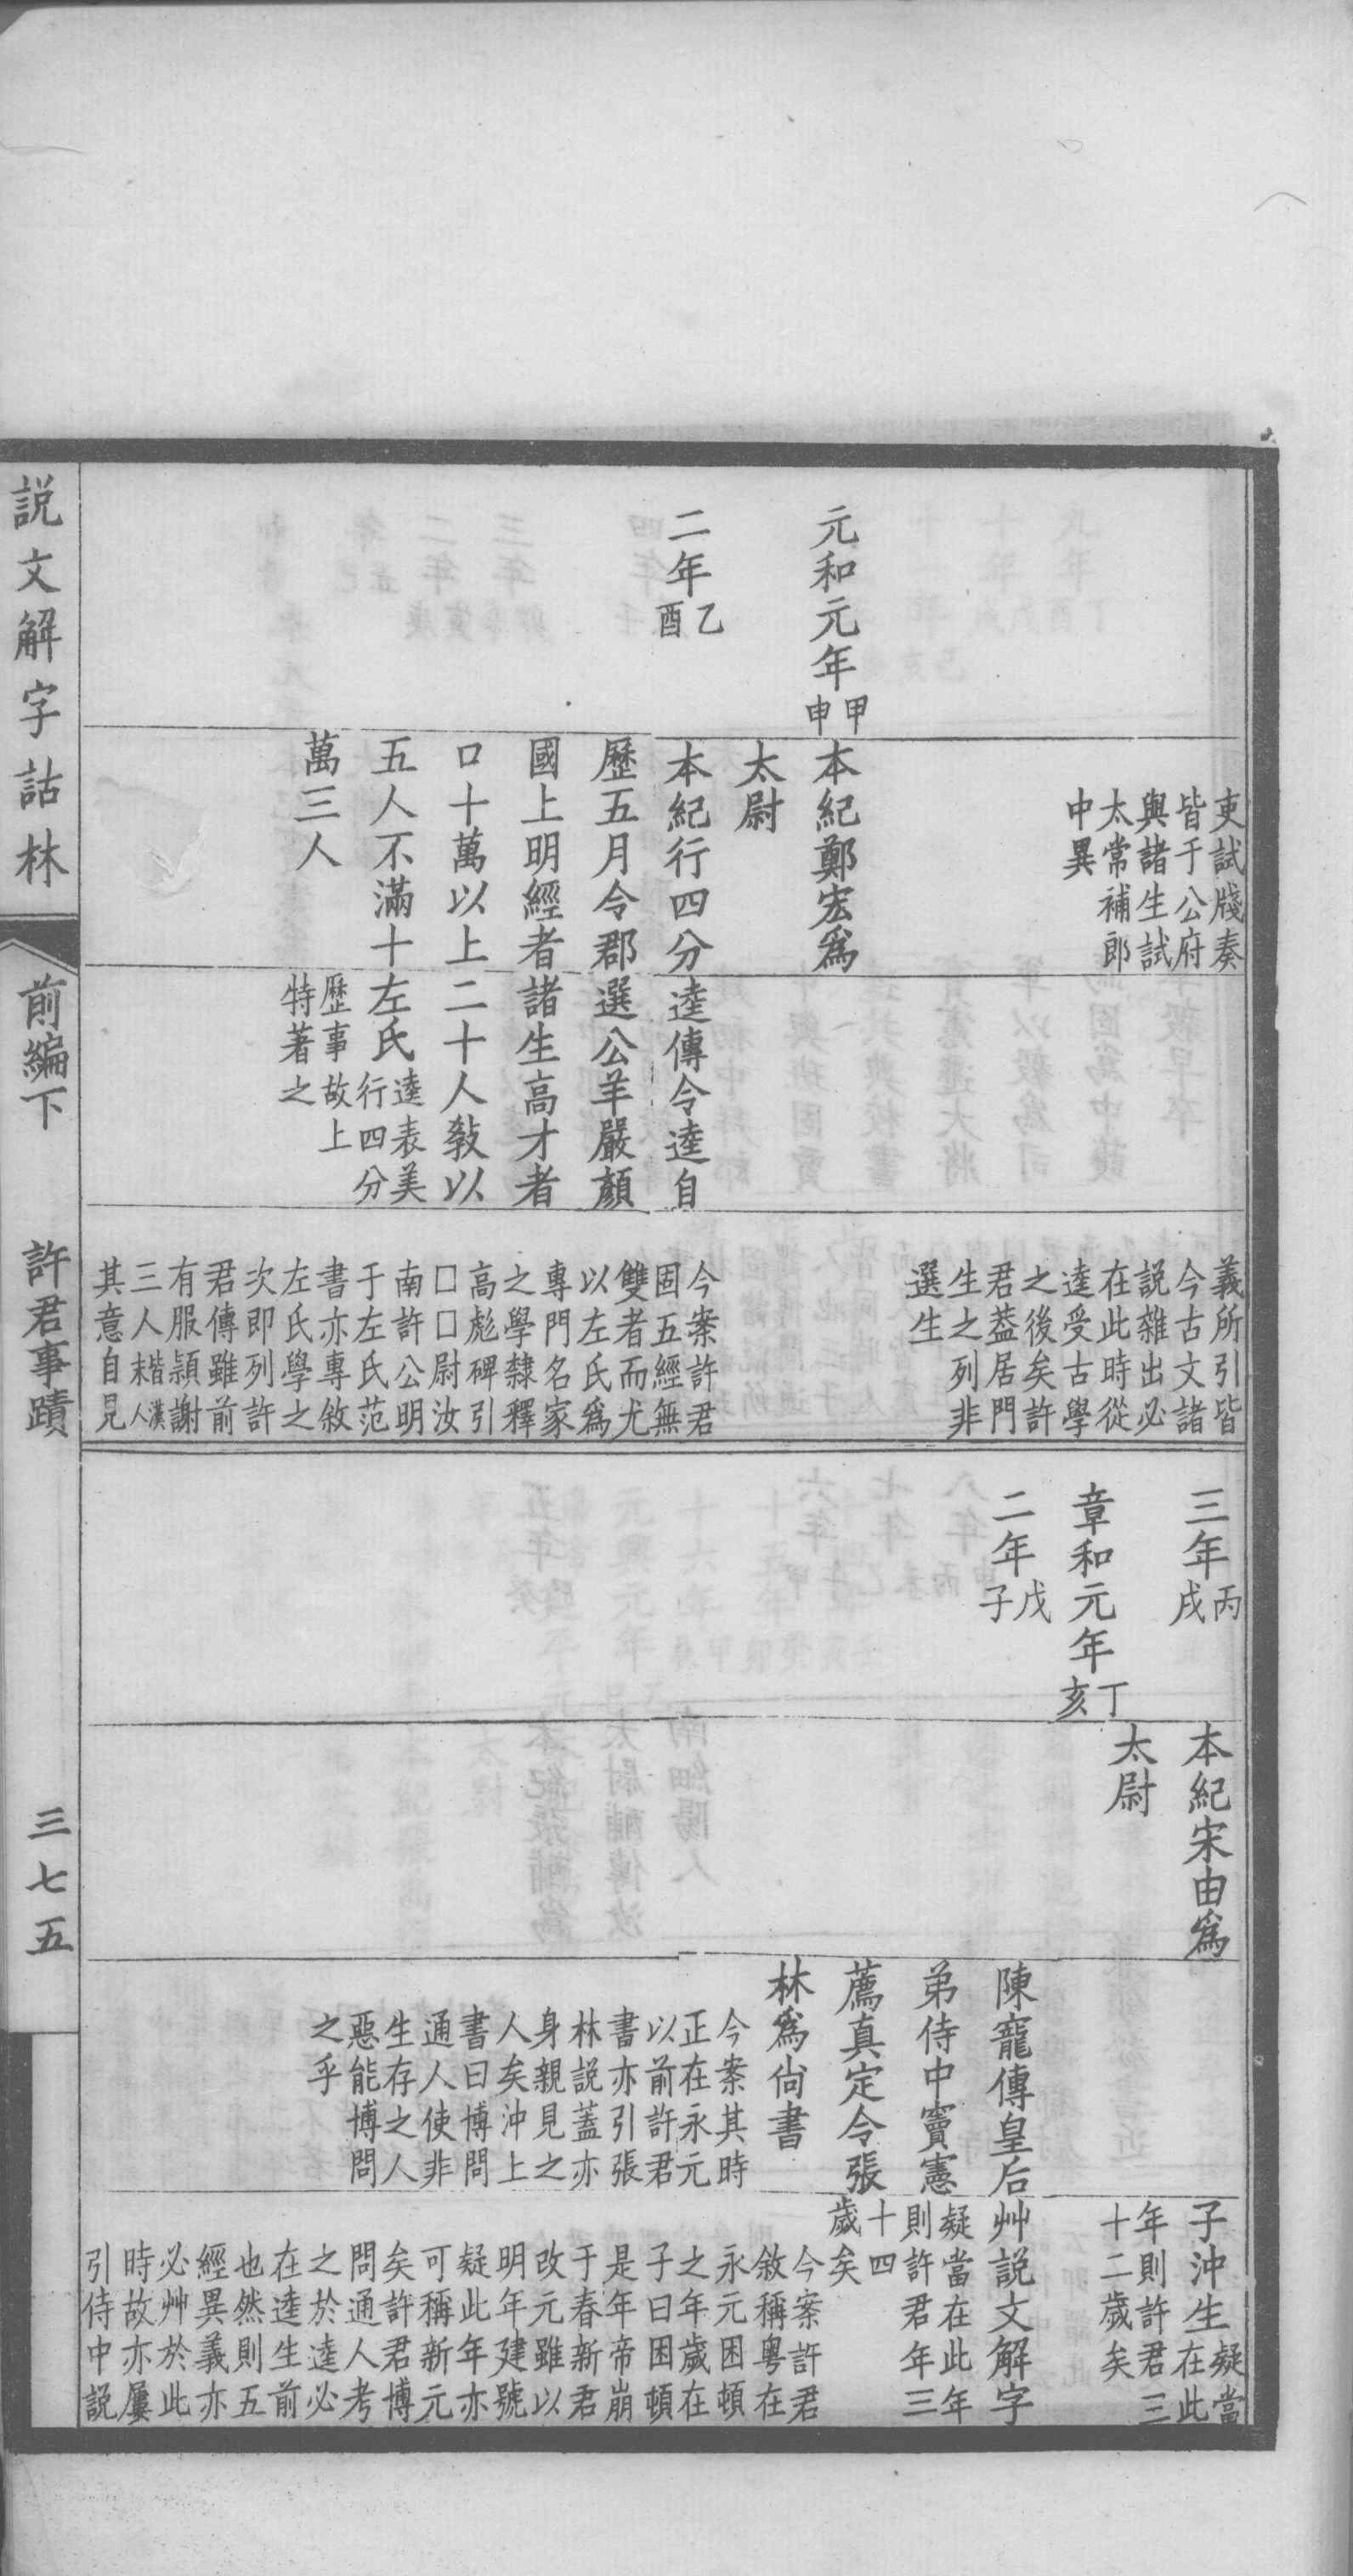 元和元年甲申
二年乙酉
吏試牋奏
皆于公府
與諸生試
太常補郎
中異
本紀鄭宏爲
太尉
本紀行四分
歷五月令郡
國上明經者
口十萬以上
五人不滿十
萬三人
逵傳令逵自
選公羊嚴顏
諸生高才者
二十人敎以
左氏逵表美
行四分
歷事故上
特著之
義所引皆
今古文諸
説雜出必
在此時從
逵受古學
之後矣許
君葢居門
生之列非
選生
今案許君
固五經無
雙者而尤
以左氏爲
專門名家
之學隸釋
高彪碑引
□□尉汝
南許公明
于左氏范
書亦專敘
左氏學之
次即列許
君傳雖前
有服頴謝
三人漢人
其意自見
三年丙戌
章和元年丁亥
二年戊子
本紀宋由爲
太尉
陳寵傳皇后
弟侍中竇憲
薦真定令張
林爲尚書
今案其時
正在永元
以前許君
書亦引張
林説蓋亦
身親見之
人矣沖上
書曰博問
通人使非
生存之人
惡能博問
之乎
子沖生疑當
在此
年則許君三
十二歲矣
艸説文解字
疑當在此年
則許君年三
十四
歲矣
今案許君
敘稱粵在
永元困頓
之年歲在
子曰困頓
是年帝崩
于春新君
改元雖以
明年建號
疑此年亦
可稱新元
矣許君博
問通人考
之於逵必
在逵生前
也然則五
經異義亦
必艸於此
時故亦屢
引侍中説
説文解字詁林
前編下
許君事蹟
三七五